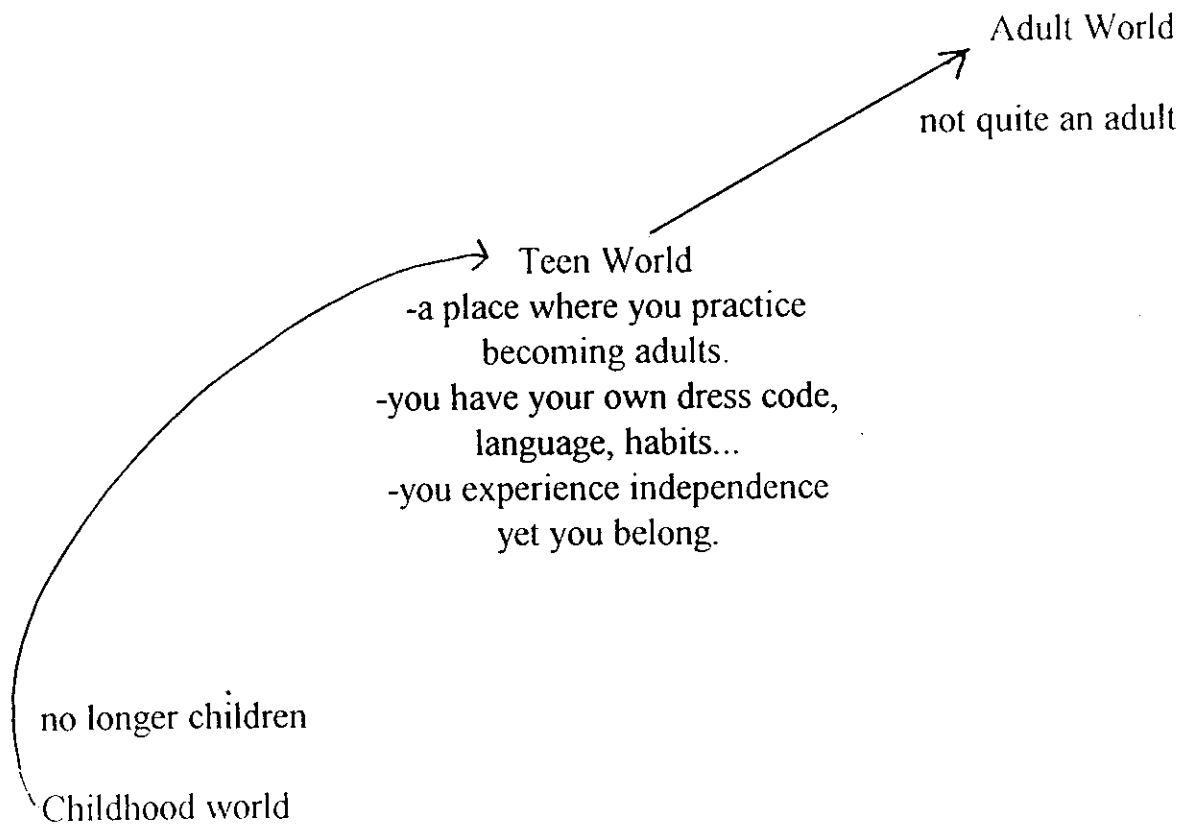 Adult World
not quite an adult
Teen World
-a place where you practice
becoming adults.
-you have your own dress code,
language, habits...
-you experience independence
yet you belong.
no longer children
Childhood world